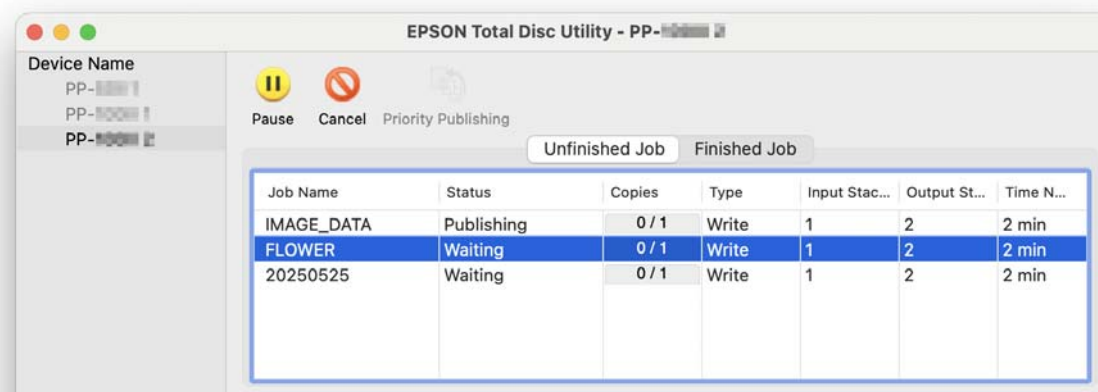 EPSON Total Disc Utility - PP-
Device Name
PP-
PP-
PP-
Pause Cancel Priority Publishing
Unfinished Job Finished Job
Job Name Status Copies Type Input Stac... Output St... Time N...
IMAGE_DATA Publishing 0 / 1 Write 1 2 2 min
FLOWER Waiting 0 / 1 Write 1 2 2 min
20250525 Waiting 0 / 1 Write 1 2 2 min